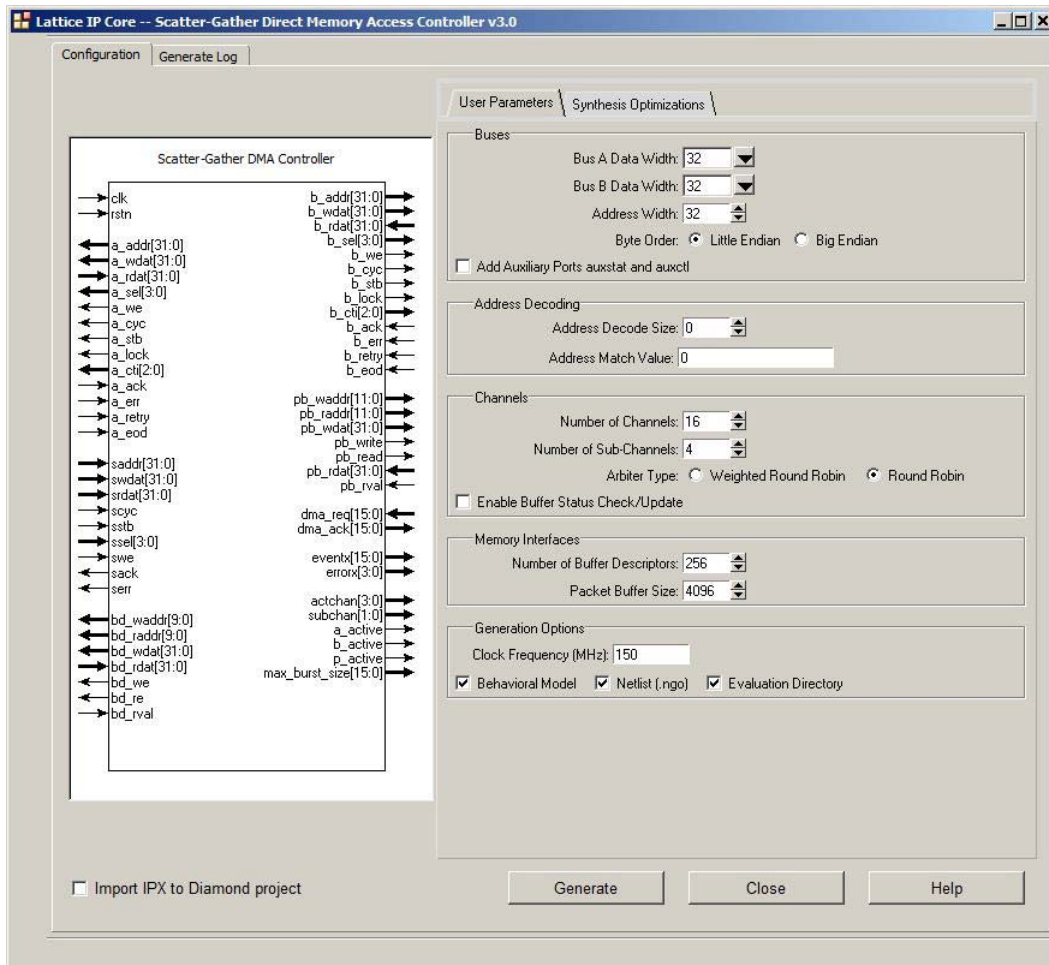 Lattice IP Core -- Scatter-Gather Direct Memory Access Controller v3.0
Configuration
Generate Log
Scatter-Gather DMA Controller
clk
rstn
a_addr[31:0]
a_wdat[31:0]
a_rdat[31:0]
a_sel[3:0]
a_we
a_cyc
a_stb
a_lock
a_cti[2:0]
a_ack
a_err
a_retry
a_eod
saddr[31:0]
swdat[31:0]
srdat[31:0]
scyc
sstb
ssel[3:0]
swe
sack
serr
bd_waddr[9:0]
bd_raddr[9:0]
bd_wdat[31:0]
bd_rdat[31:0]
bd_we
bd_re
bd_rval
b_addr[31:0]
b_wdat[31:0]
b_rdat[31:0]
b_sel[3:0]
b_we
b_cyc
b_stb
b_lock
b_cti[2:0]
b_ack
b_err
b_retry
b_eod
pb_waddr[11:0]
pb_raddr[11:0]
pb_wdat[31:0]
pb_write
pb_read
pb_rdat[31:0]
pb_rval
dma_req[15:0]
dma_ack[15:0]
eventx[15:0]
errorx[3:0]
actchan[3:0]
subchan[1:0]
a_active
b_active
p_active
max_burst_size[15:0]
User Parameters
Synthesis Optimizations
Buses
Bus A Data Width: 32
Bus B Data Width: 32
Address Width: 32
Byte Order: Little Endian Big Endian
Add Auxiliary Ports auxstat and auxctl
Address Decoding
Address Decode Size: 0
Address Match Value: 0
Channels
Number of Channels: 16
Number of Sub-Channels: 4
Arbiter Type: Weighted Round Robin Round Robin
Enable Buffer Status Check/Update
Memory Interfaces
Number of Buffer Descriptors: 256
Packet Buffer Size: 4096
Generation Options
Clock Frequency (MHz): 150
Behavioral Model Netlist (.ngo) Evaluation Directory
Import IPX to Diamond project
Generate
Close
Help